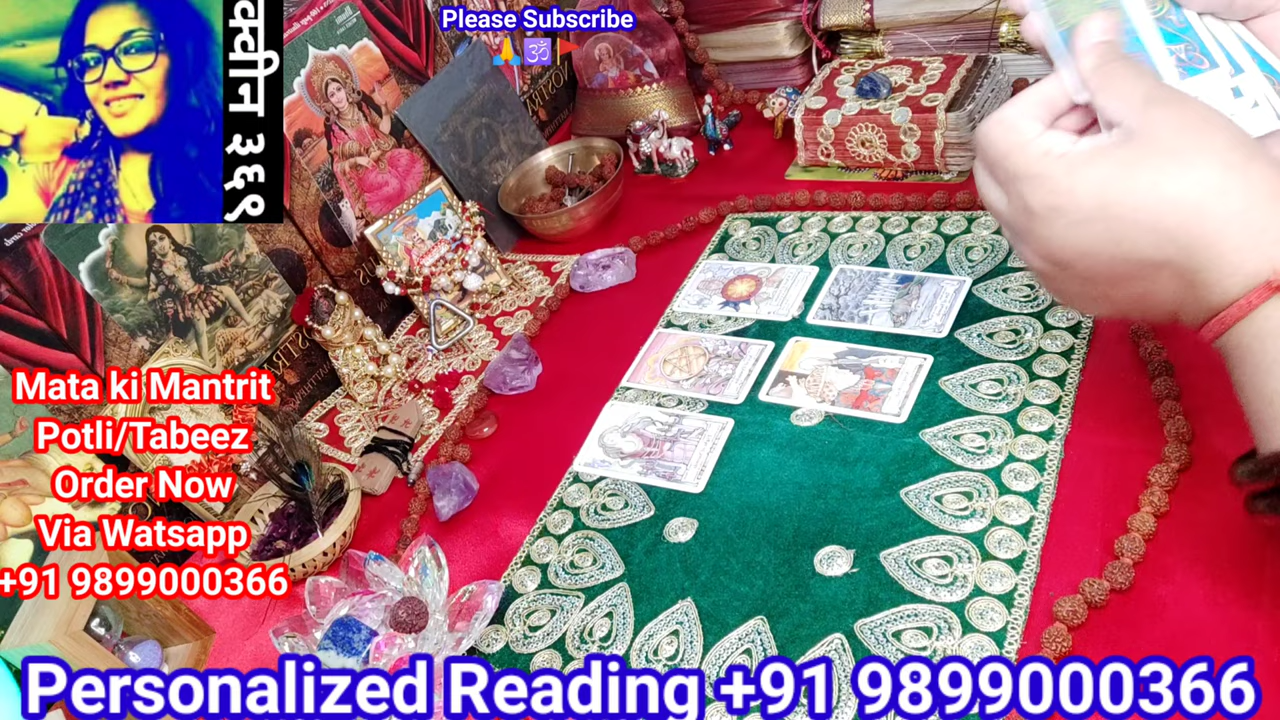 Please Subscribe
🙏🕉🚩
क्वीन ३६९
Mata ki Mantrit
Potli/Tabeez
Order Now
Via Watsapp
+91 9899000366
Personalized Reading +91 9899000366